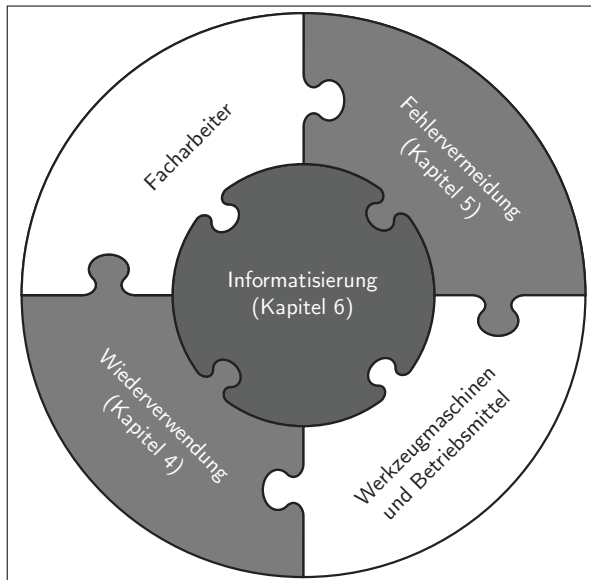 Facharbeiter
Fehlervermeidung
(Kapitel 5)
Informatisierung
(Kapitel 6)
Wiederverwendung
(Kapitel 4)
Werkzeugmaschinen
und Betriebsmittel